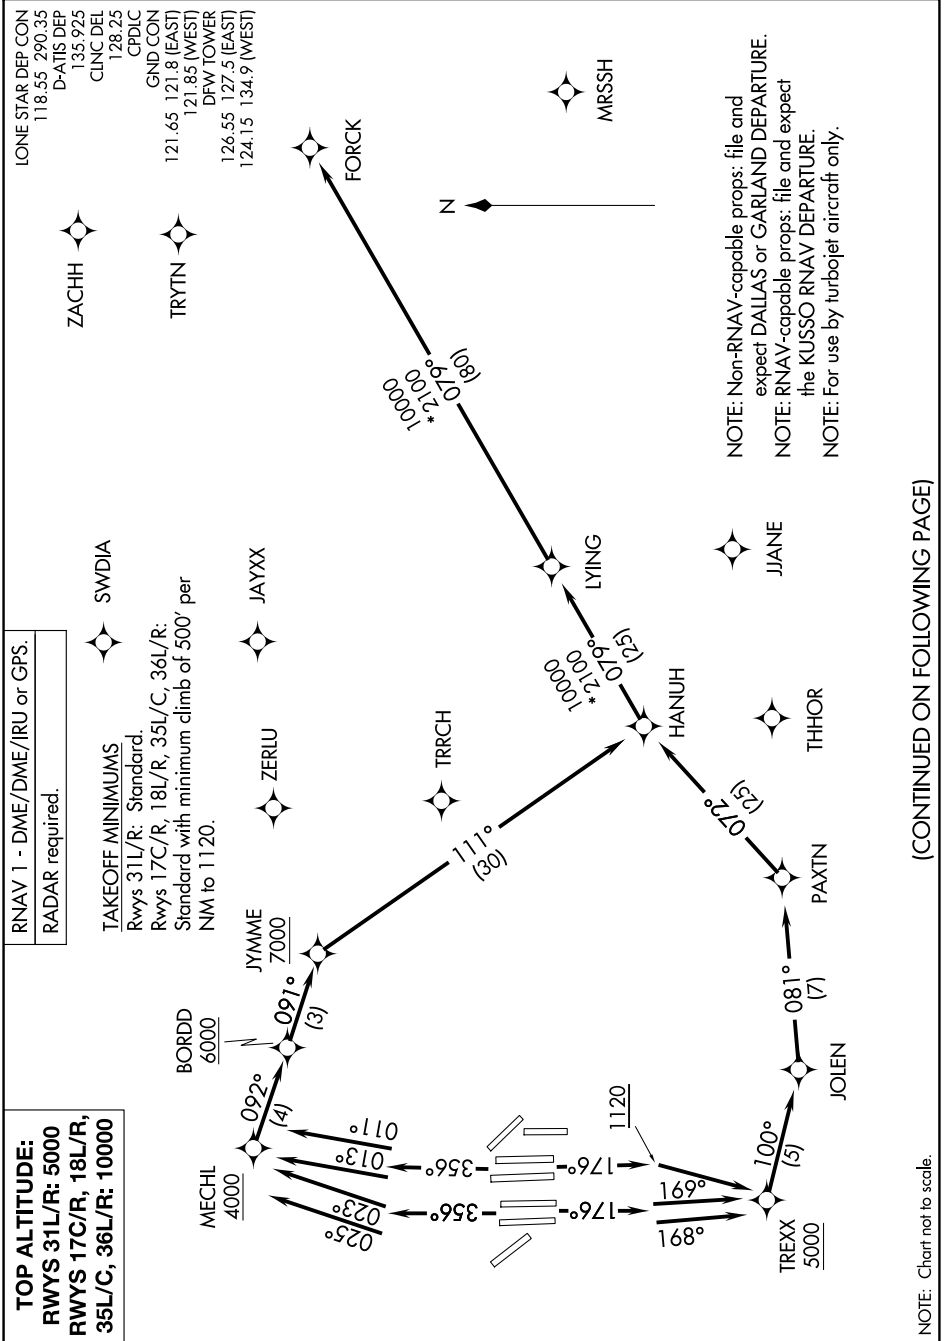 TOP ALTITUDE:
RWYS 31L/R: 5000
RWYS 17C/R, 18L/R,
35L/C, 36L/R: 10000
RNAV 1 - DME/DME/IRU or GPS.
RADAR required.
LONE STAR DEP CON
118.55 290.35
D-ATIS DEP
135.925
CLNC DEL
128.25
CPDLC
GND CON
121.65 121.8 (EAST)
121.85 (WEST)
DFW TOWER
126.55 127.5 (EAST)
124.15 134.9 (WEST)
TAKEOFF MINIMUMS
Rwys 31L/R: Standard.
Rwys 17C/R, 18L/R, 35L/C, 36L/R:
Standard with minimum climb of 500' per
NM to 1120.
SWDIA
ZACHH
TRYTN
JAYXX
ZERLU
TRRCH
FORCK
MRSSH
N
MECHL
4000
092°
(4)
BORDD
6000
091°
(3)
JYMME
7000
111°
(30)
025°
023°
013°
011°
356°
356°
176°
176°
1120
168°
169°
TREXX
5000
100°
(5)
JOLEN
081°
(7)
PAXTN
072°
(25)
HANUH
10000
*2100
079°
(25)
LYING
10000
*2100
079°
(80)
THHOR
JJANE
NOTE: Non-RNAV-capable props: file and
expect DALLAS or GARLAND DEPARTURE.
NOTE: RNAV-capable props: file and expect
the KUSSO RNAV DEPARTURE.
NOTE: For use by turbojet aircraft only.
(CONTINUED ON FOLLOWING PAGE)
NOTE: Chart not to scale.